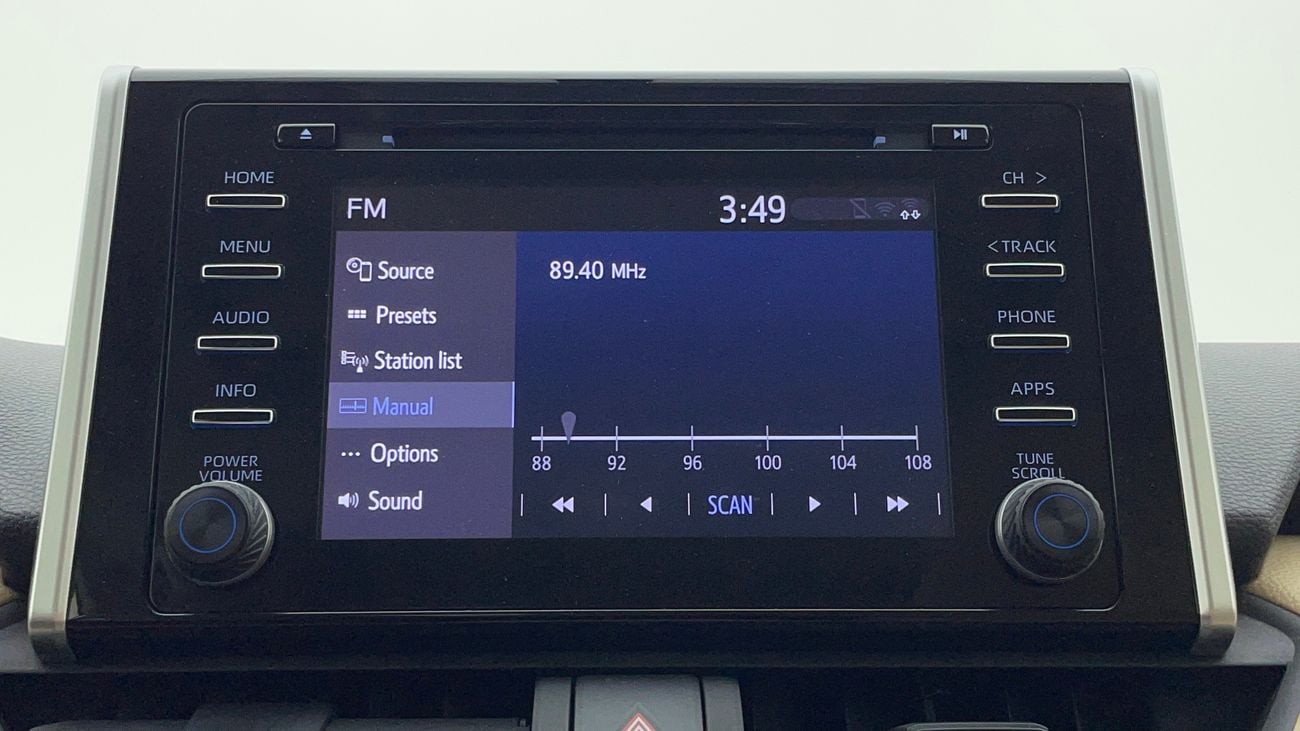 HOME
MENU
AUDIO
INFO
POWER
VOLUME
FM
3:49
Source
Presets
Station list
Manual
Options
Sound
89.40 MHz
88 92 96 100 104 108
SCAN
CH >
< TRACK
PHONE
APPS
TUNE
SCROLL